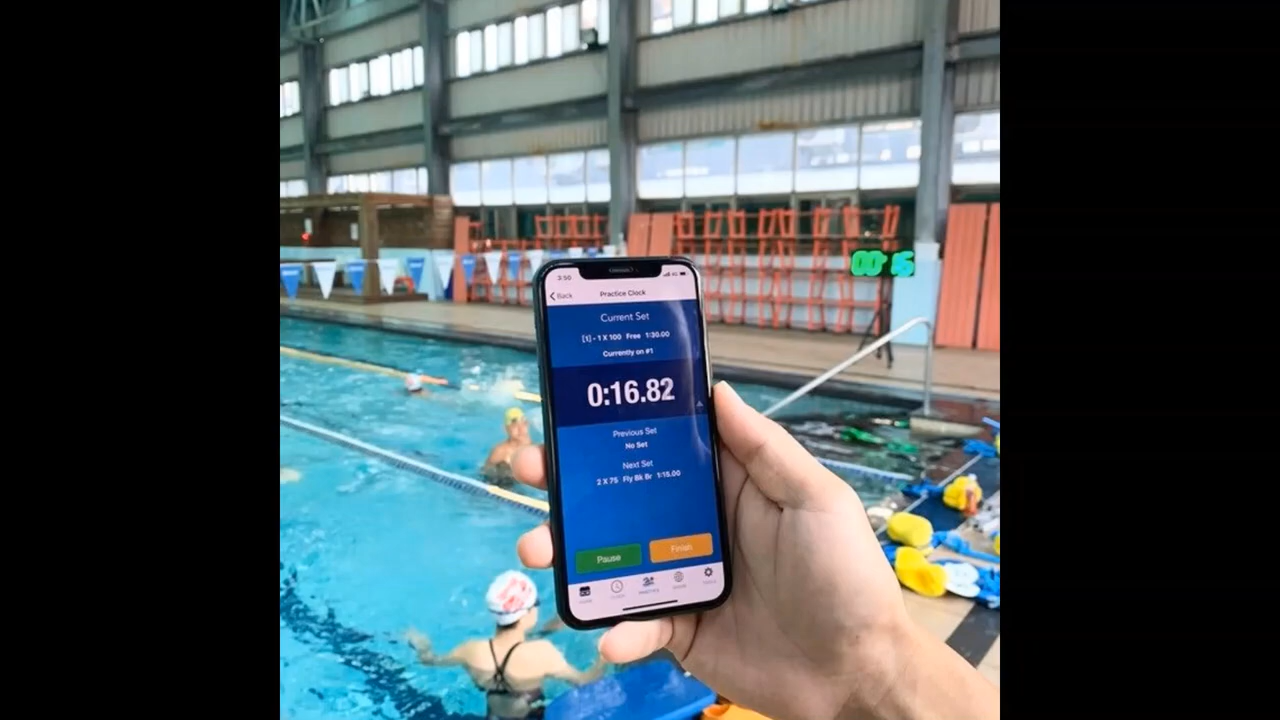 00:16
3:50
4G
Back
Practice Clock
Current Set
[1] - 1 X 100 Free 1:30.00
Currently on #1
0:16.82
Previous Set
No Set
Next Set
2 X 75 Fly Bk Br 1:15.00
Pause
Finish